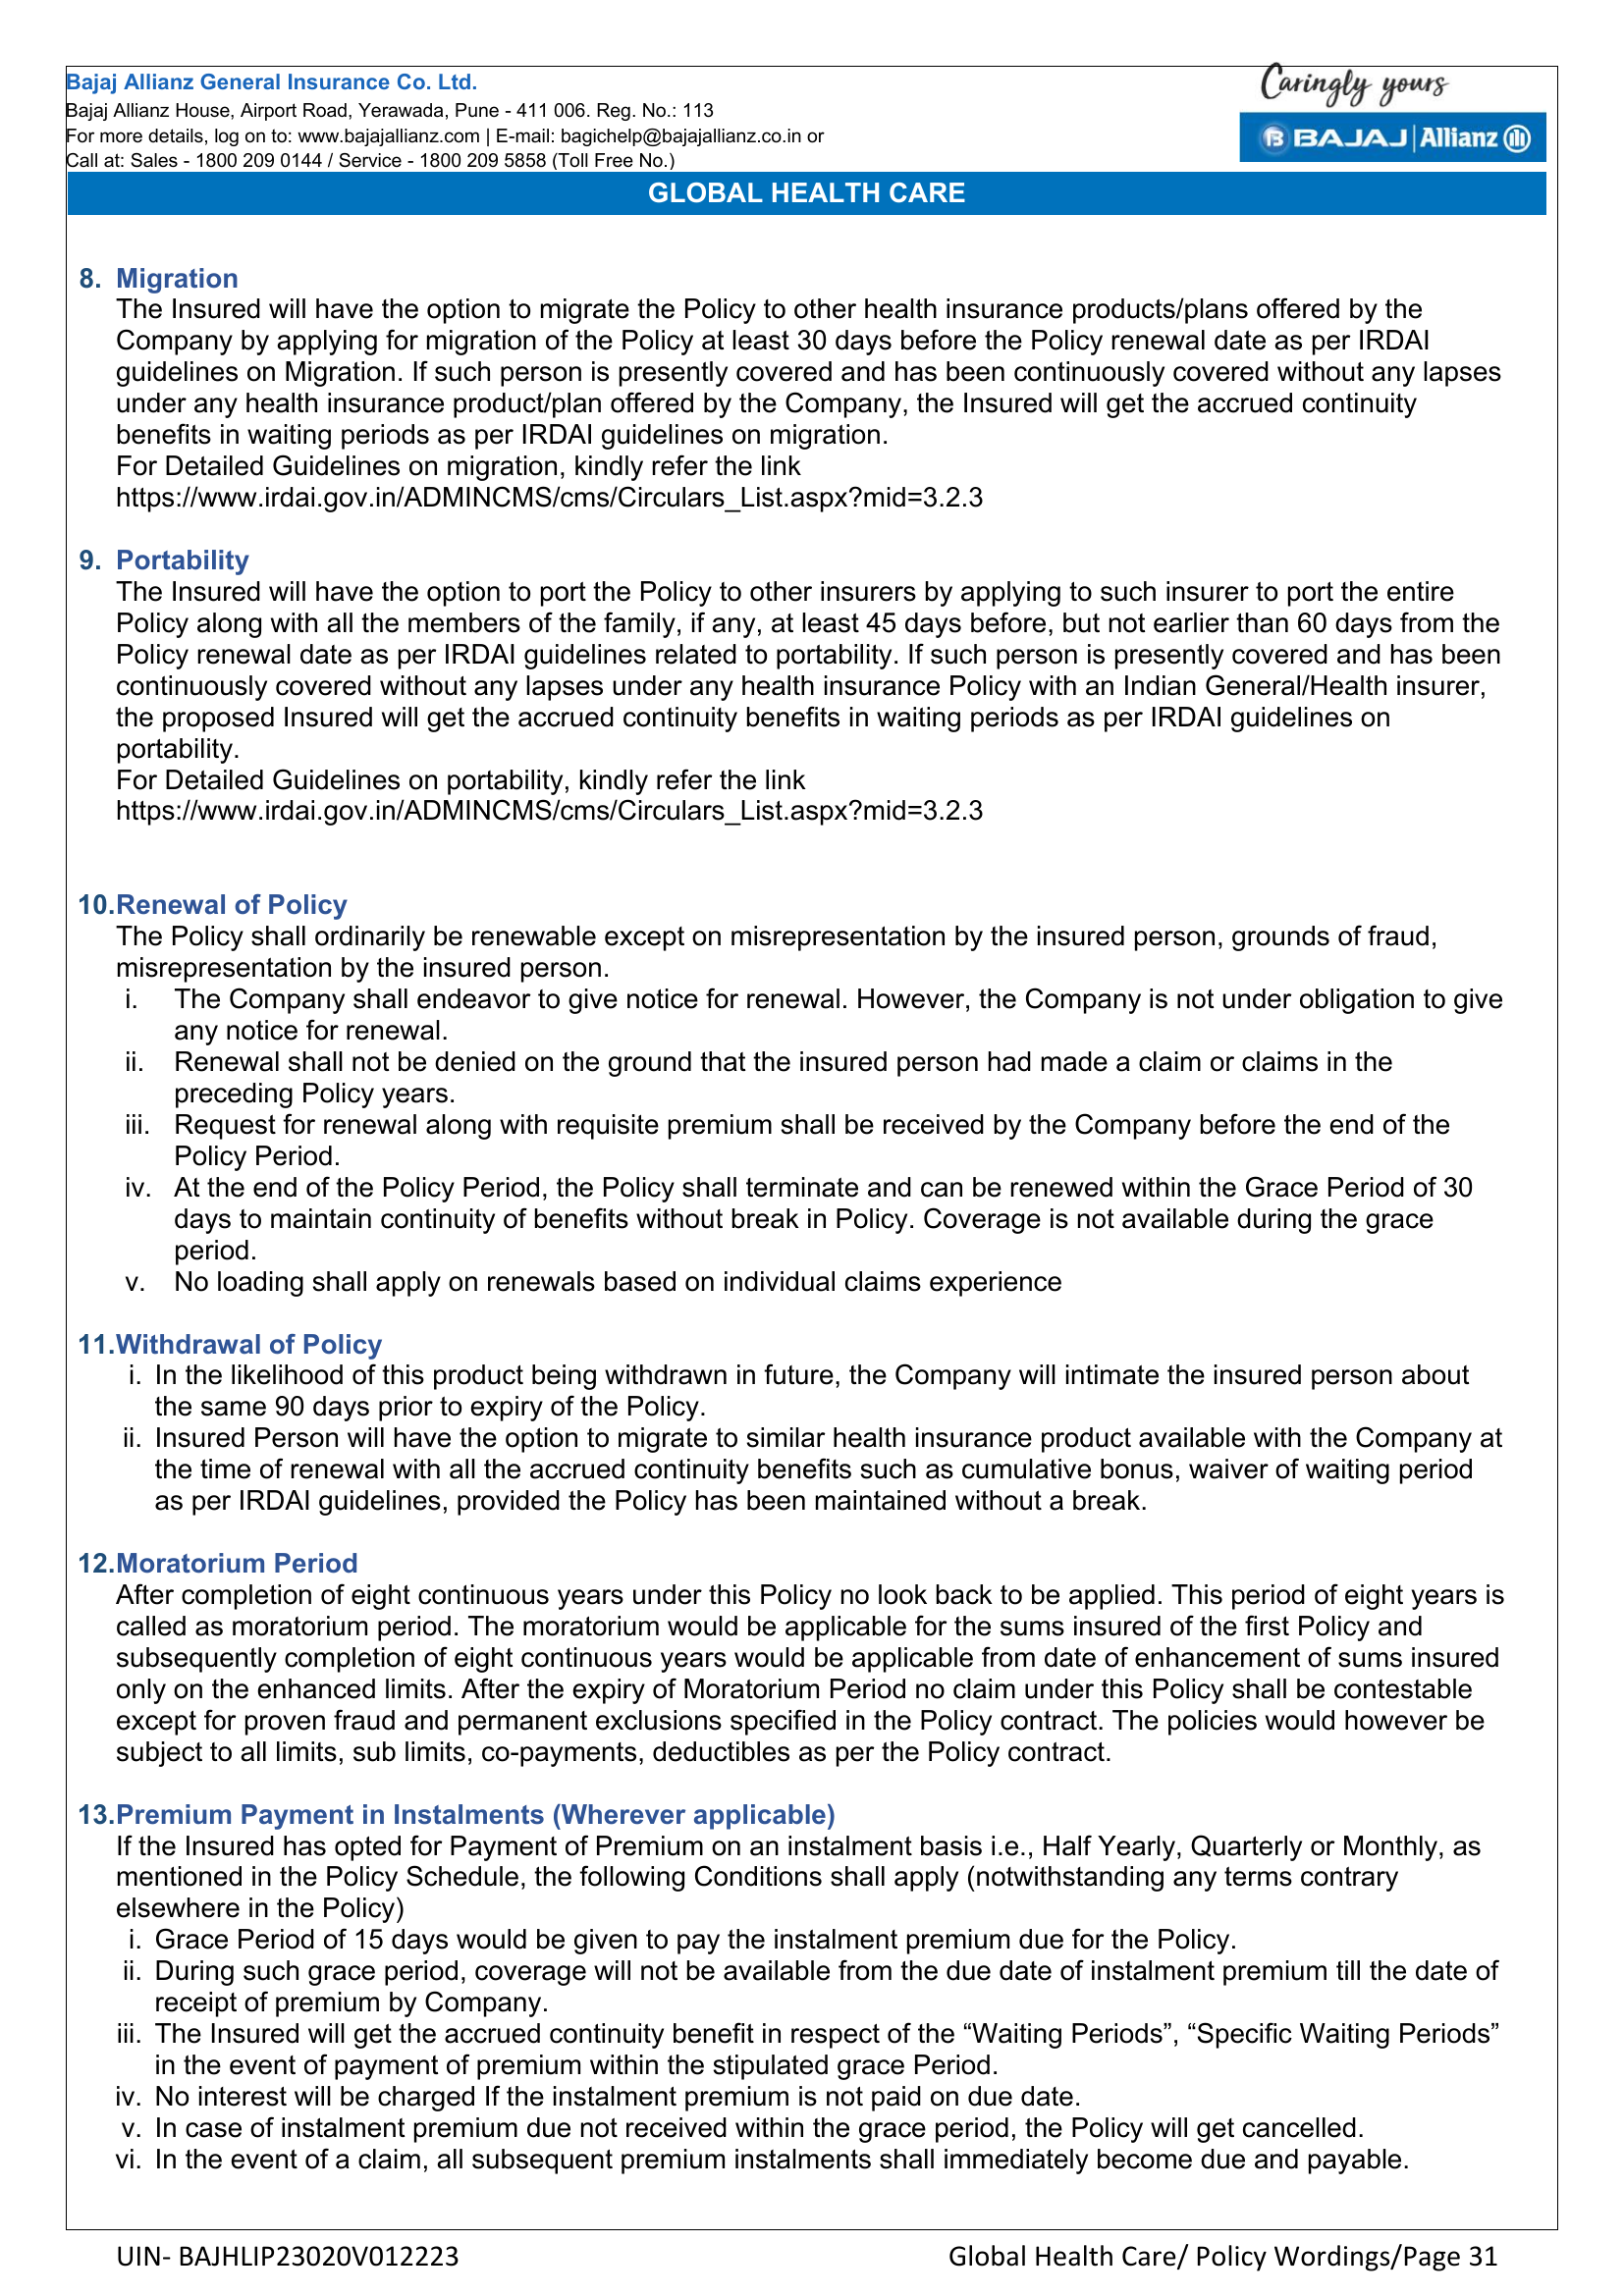 Bajaj Allianz General Insurance Co. Ltd.
Bajaj Allianz House, Airport Road, Yerawada, Pune - 411 006. Reg. No.: 113
For more details, log on to: www.bajajallianz.com | E-mail: bagichelp@bajajallianz.co.in or
Call at: Sales - 1800 209 0144 / Service - 1800 209 5858 (Toll Free No.)
Caringly yours
B BAJAJ | Allianz
GLOBAL HEALTH CARE
8. Migration
The Insured will have the option to migrate the Policy to other health insurance products/plans offered by the
Company by applying for migration of the Policy at least 30 days before the Policy renewal date as per IRDAI
guidelines on Migration. If such person is presently covered and has been continuously covered without any lapses
under any health insurance product/plan offered by the Company, the Insured will get the accrued continuity
benefits in waiting periods as per IRDAI guidelines on migration.
For Detailed Guidelines on migration, kindly refer the link
https://www.irdai.gov.in/ADMINCMS/cms/Circulars_List.aspx?mid=3.2.3
9. Portability
The Insured will have the option to port the Policy to other insurers by applying to such insurer to port the entire
Policy along with all the members of the family, if any, at least 45 days before, but not earlier than 60 days from the
Policy renewal date as per IRDAI guidelines related to portability. If such person is presently covered and has been
continuously covered without any lapses under any health insurance Policy with an Indian General/Health insurer,
the proposed Insured will get the accrued continuity benefits in waiting periods as per IRDAI guidelines on
portability.
For Detailed Guidelines on portability, kindly refer the link
https://www.irdai.gov.in/ADMINCMS/cms/Circulars_List.aspx?mid=3.2.3
10.Renewal of Policy
The Policy shall ordinarily be renewable except on misrepresentation by the insured person, grounds of fraud,
misrepresentation by the insured person.
i. The Company shall endeavor to give notice for renewal. However, the Company is not under obligation to give
any notice for renewal.
ii. Renewal shall not be denied on the ground that the insured person had made a claim or claims in the
preceding Policy years.
iii. Request for renewal along with requisite premium shall be received by the Company before the end of the
Policy Period.
iv. At the end of the Policy Period, the Policy shall terminate and can be renewed within the Grace Period of 30
days to maintain continuity of benefits without break in Policy. Coverage is not available during the grace
period.
v. No loading shall apply on renewals based on individual claims experience
11.Withdrawal of Policy
i. In the likelihood of this product being withdrawn in future, the Company will intimate the insured person about
the same 90 days prior to expiry of the Policy.
ii. Insured Person will have the option to migrate to similar health insurance product available with the Company at
the time of renewal with all the accrued continuity benefits such as cumulative bonus, waiver of waiting period
as per IRDAI guidelines, provided the Policy has been maintained without a break.
12.Moratorium Period
After completion of eight continuous years under this Policy no look back to be applied. This period of eight years is
called as moratorium period. The moratorium would be applicable for the sums insured of the first Policy and
subsequently completion of eight continuous years would be applicable from date of enhancement of sums insured
only on the enhanced limits. After the expiry of Moratorium Period no claim under this Policy shall be contestable
except for proven fraud and permanent exclusions specified in the Policy contract. The policies would however be
subject to all limits, sub limits, co-payments, deductibles as per the Policy contract.
13.Premium Payment in Instalments (Wherever applicable)
If the Insured has opted for Payment of Premium on an instalment basis i.e., Half Yearly, Quarterly or Monthly, as
mentioned in the Policy Schedule, the following Conditions shall apply (notwithstanding any terms contrary
elsewhere in the Policy)
i. Grace Period of 15 days would be given to pay the instalment premium due for the Policy.
ii. During such grace period, coverage will not be available from the due date of instalment premium till the date of
receipt of premium by Company.
iii. The Insured will get the accrued continuity benefit in respect of the “Waiting Periods”, “Specific Waiting Periods”
in the event of payment of premium within the stipulated grace Period.
iv. No interest will be charged If the instalment premium is not paid on due date.
v. In case of instalment premium due not received within the grace period, the Policy will get cancelled.
vi. In the event of a claim, all subsequent premium instalments shall immediately become due and payable.
UIN- BAJHLIP23020V012223
Global Health Care/ Policy Wordings/Page 31